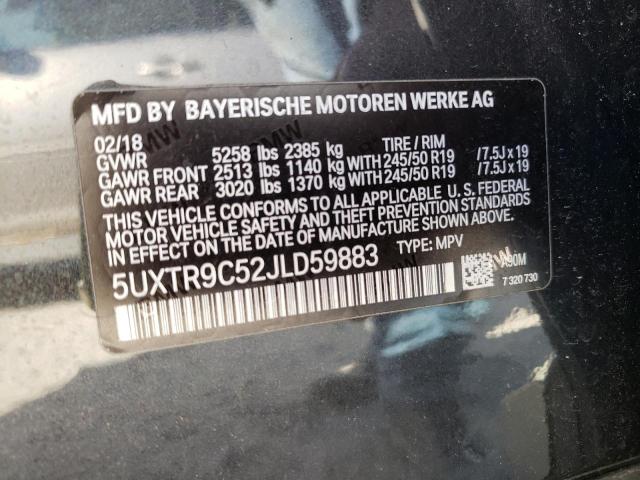 MFD BY BAYERISCHE MOTOREN WERKE AG
02/18 TIRE / RIM
GVWR 5258 lbs 2385 kg
GAWR FRONT 2513 lbs 1140 kg WITH 245/50 R19 /7.5J x 19
GAWR REAR 3020 lbs 1370 kg WITH 245/50 R19 /7.5J x 19
THIS VEHICLE CONFORMS TO ALL APPLICABLE U. S. FEDERAL
MOTOR VEHICLE SAFETY AND THEFT PREVENTION STANDARDS
IN EFFECT ON THE DATE OF MANUFACTURE SHOWN ABOVE.
5UXTR9C52JLD59883 TYPE: MPV
A90M
7 320 730